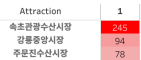 Attraction 1
속초관광수산시장 245
강릉중앙시장 94
주문진수산시장 78